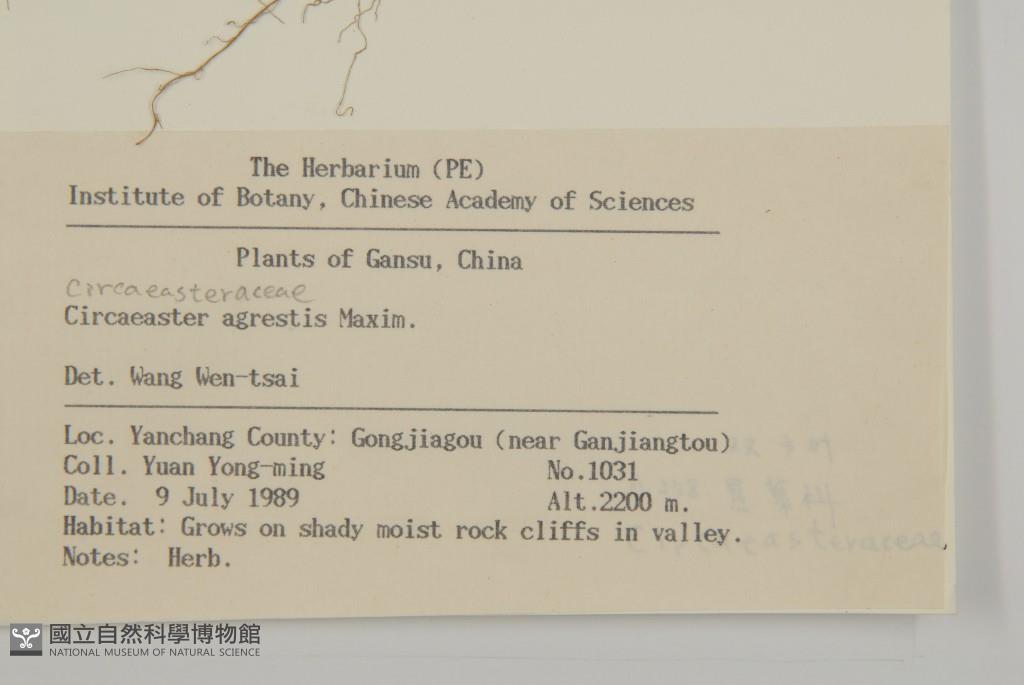 The Herbarium (PE)
Institute of Botany, Chinese Academy of Sciences
Plants of Gansu, China
Circaeasteraceae
Circaeaster agrestis Maxim.
Det. Wang Wen-tsai
Loc. Yanchang County: Gongjiagou (near Ganjiangtou)
Coll. Yuan Yong-ming No.1031
Date. 9 July 1989 Alt.2200 m.
Habitat: Grows on shady moist rock cliffs in valley.
Notes: Herb.
Circaeasteraceae
國立自然科學博物館
NATIONAL MUSEUM OF NATURAL SCIENCE